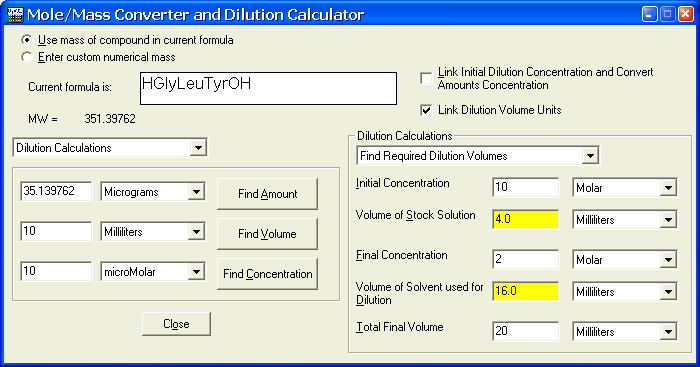 Mole/Mass Converter and Dilution Calculator
Use mass of compound in current formula
Enter custom numerical mass
Current formula is:
HGlyLeuTyrOH
Link Initial Dilution Concentration and Convert
Amounts Concentration
Link Dilution Volume Units
MW = 351.39762
Dilution Calculations
35.139762 Micrograms Find Amount
10 Milliliters Find Volume
10 microMolar Find Concentration
Close
Dilution Calculations
Find Required Dilution Volumes
Initial Concentration 10 Molar
Volume of Stock Solution 4.0 Milliliters
Final Concentration 2 Molar
Volume of Solvent used for
Dilution
16.0 Milliliters
Total Final Volume 20 Milliliters